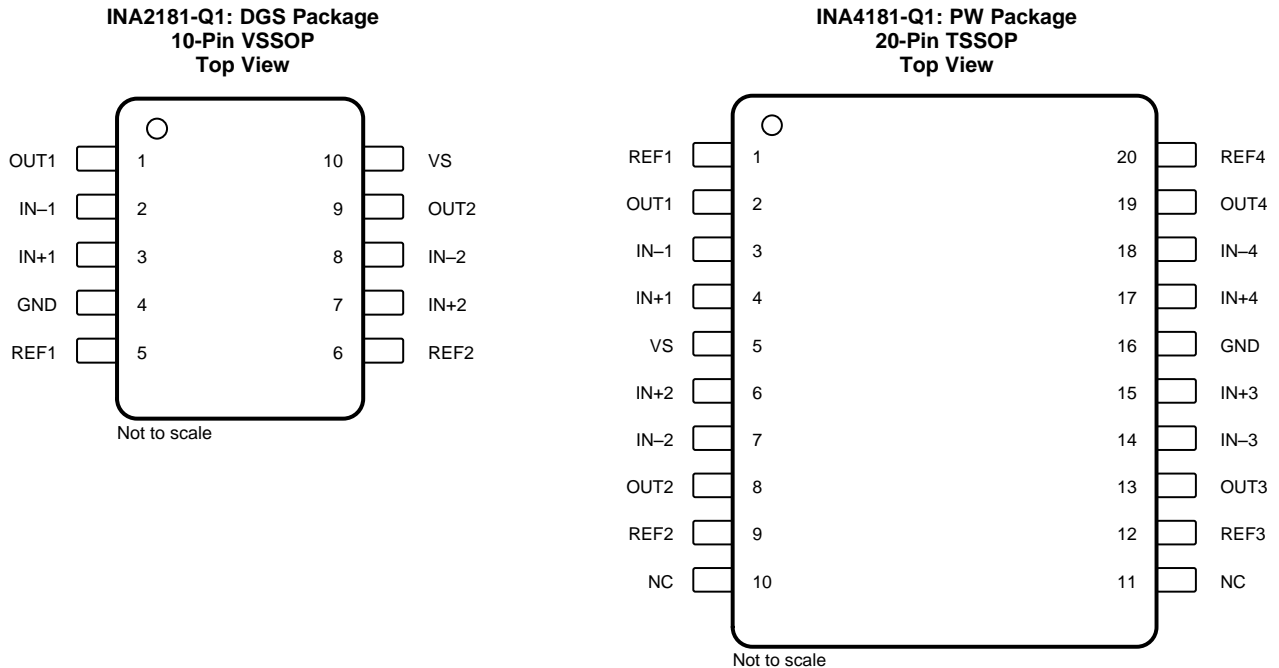 INA2181-Q1: DGS Package
10-Pin VSSOP
Top View
OUT1 1 10 VS
IN–1 2 9 OUT2
IN+1 3 8 IN–2
GND 4 7 IN+2
REF1 5 6 REF2
Not to scale
INA4181-Q1: PW Package
20-Pin TSSOP
Top View
REF1 1 20 REF4
OUT1 2 19 OUT4
IN–1 3 18 IN–4
IN+1 4 17 IN+4
VS 5 16 GND
IN+2 6 15 IN+3
IN–2 7 14 IN–3
OUT2 8 13 OUT3
REF2 9 12 REF3
NC 10 11 NC
Not to scale